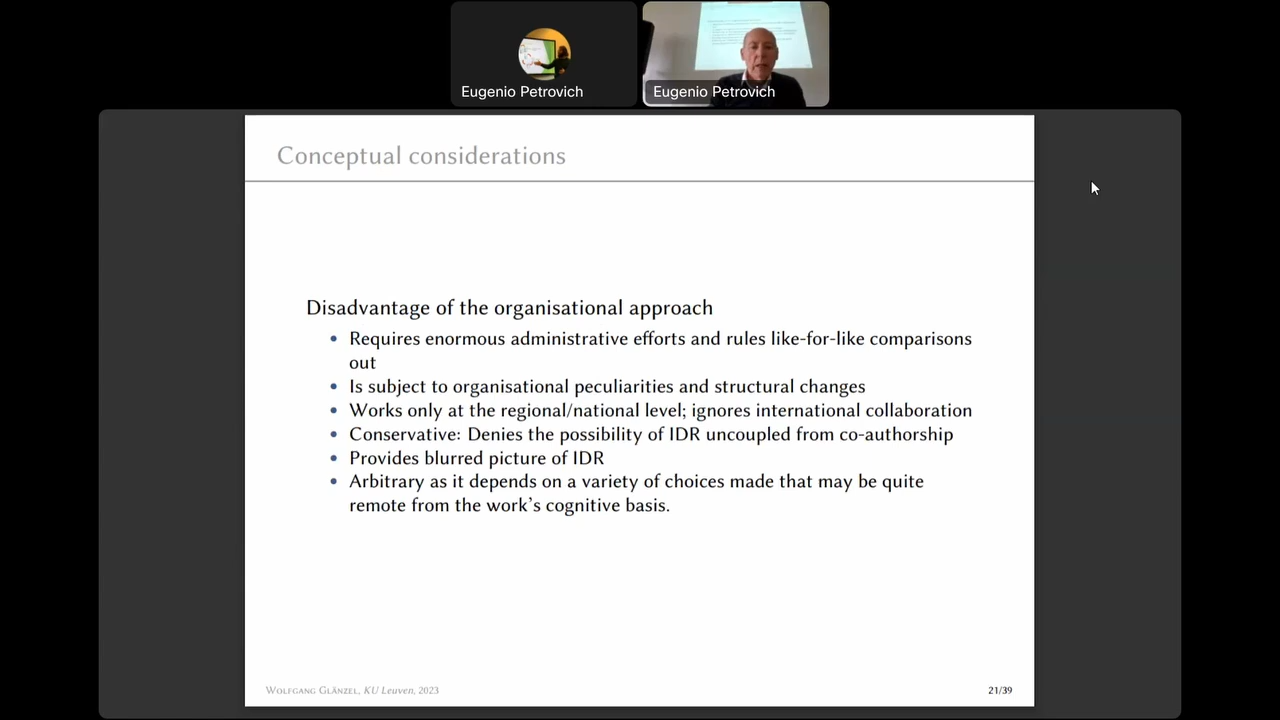 Eugenio Petrovich
Eugenio Petrovich
Conceptual considerations
Disadvantage of the organisational approach
• Requires enormous administrative efforts and rules like-for-like comparisons
out
• Is subject to organisational peculiarities and structural changes
• Works only at the regional/national level; ignores international collaboration
• Conservative: Denies the possibility of IDR uncoupled from co-authorship
• Provides blurred picture of IDR
• Arbitrary as it depends on a variety of choices made that may be quite
remote from the work's cognitive basis.
Wolfgang Glänzel, KU Leuven, 2023
21/39